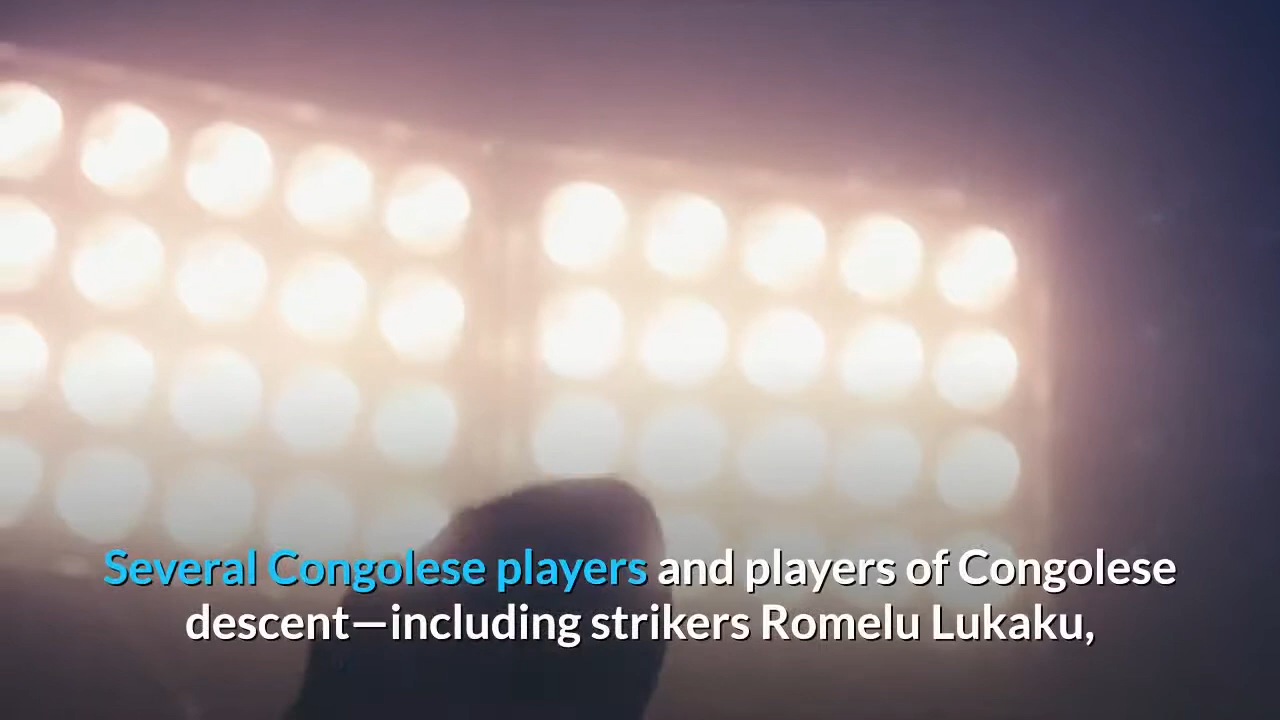 Several Congolese players and players of Congolese
descent—including strikers Romelu Lukaku,